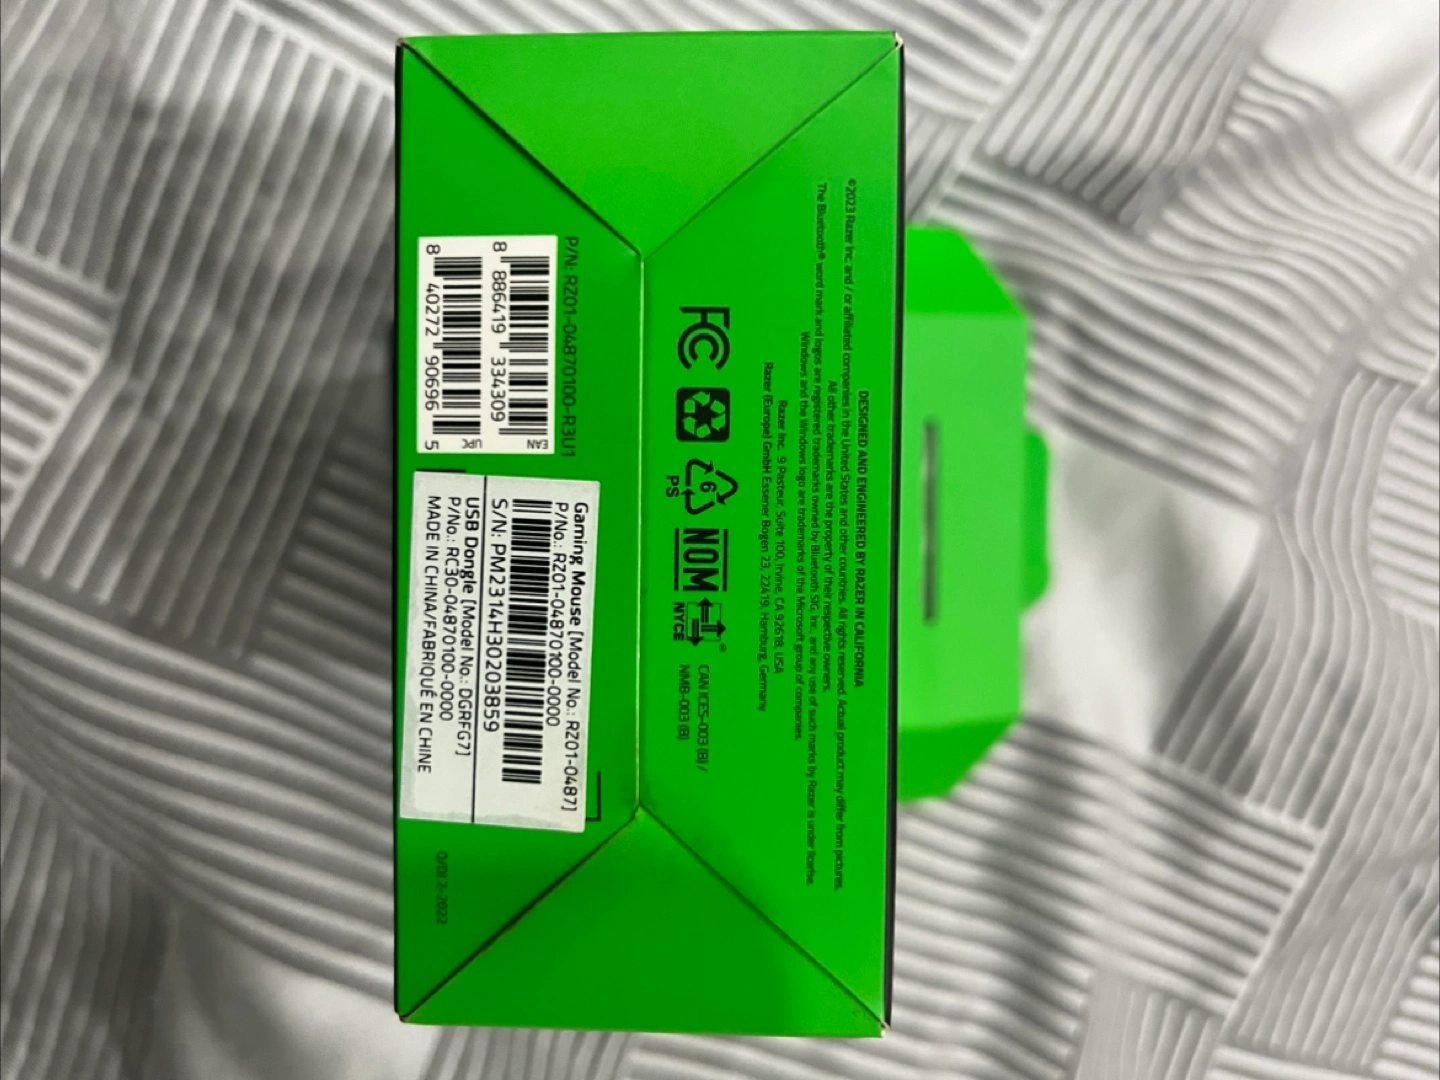 ©2023 Razer Inc. and / or affiliated companies in the United States and other countries. All rights reserved. Actual product may differ from pictures.
DESIGNED AND ENGINEERED BY RAZER IN CALIFORNIA
All other trademarks are the property of their respective owners.
The Bluetooth® word mark and logos are registered trademarks owned by Bluetooth SIG, Inc., and any use of such marks by Razer is under license.
Windows and the Windows logo are trademarks of the Microsoft group of companies.
Razer Inc. 9 Pasteur, Suite 100, Irvine, CA 92618, USA
Razer (Europe) GmbH Essener Bogen 23, 22419, Hamburg, Germany
FC
6
PS
NOM
NYCE
®
CAN ICES-003 (B) /
NMB-003 (B)
P/N: RZ01-04870100-R3U1
EAN
8 886419 334309
UPC
8 40272 90696 5
Gaming Mouse [Model No.: RZ01-0487]
P/No.: RZ01-04870100-0000
S/N: PM2314H30203859
USB Dongle [Model No.: DGRFG7]
P/No.: RC30-04870100-0000
MADE IN CHINA/FABRIQUÉ EN CHINE
0/DI 2-2022